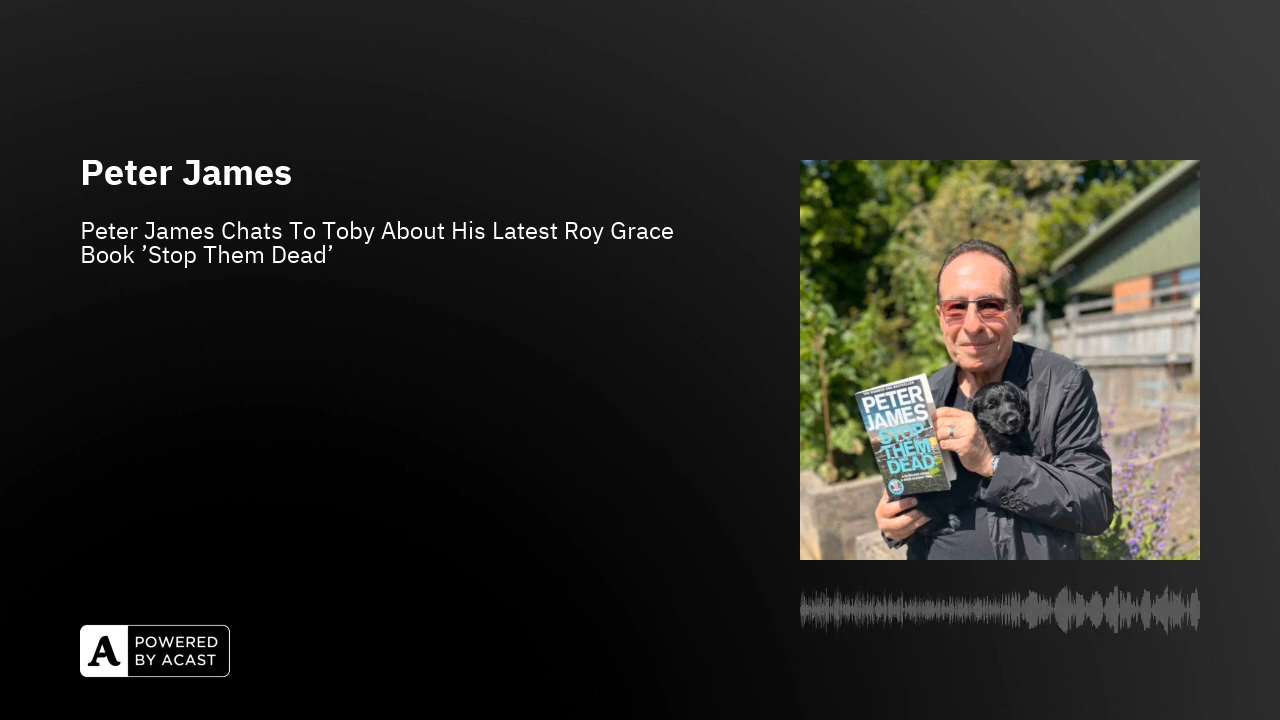 Peter James
Peter James Chats To Toby About His Latest Roy Grace
Book ’Stop Them Dead’
PETER
JAMES
STOP
THEM
DEAD
A
POWERED
BY ACAST